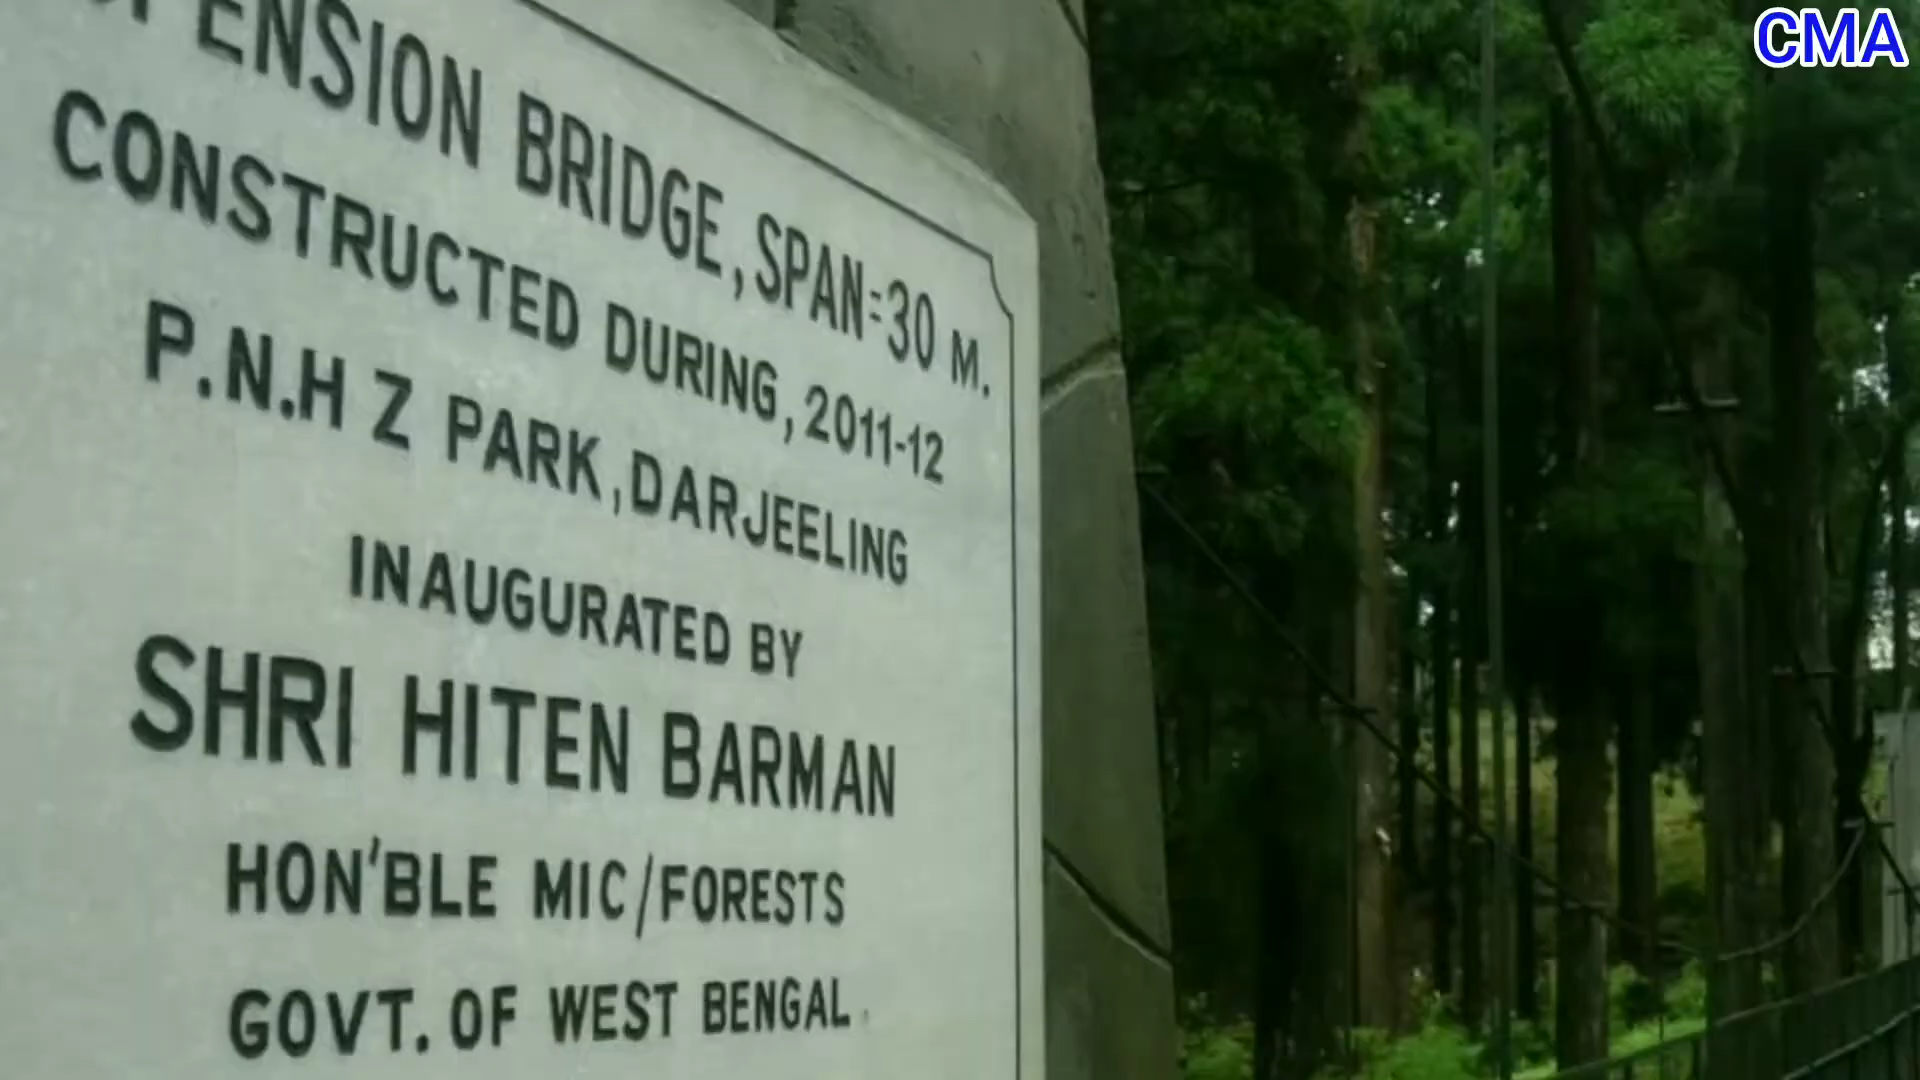 PENSION BRIDGE, SPAN=30 M.
CONSTRUCTED DURING, 2011-12
P.N.H Z PARK, DARJEELING
INAUGURATED BY
SHRI HITEN BARMAN
HON'BLE MIC/FORESTS
GOVT. OF WEST BENGAL.
CMA